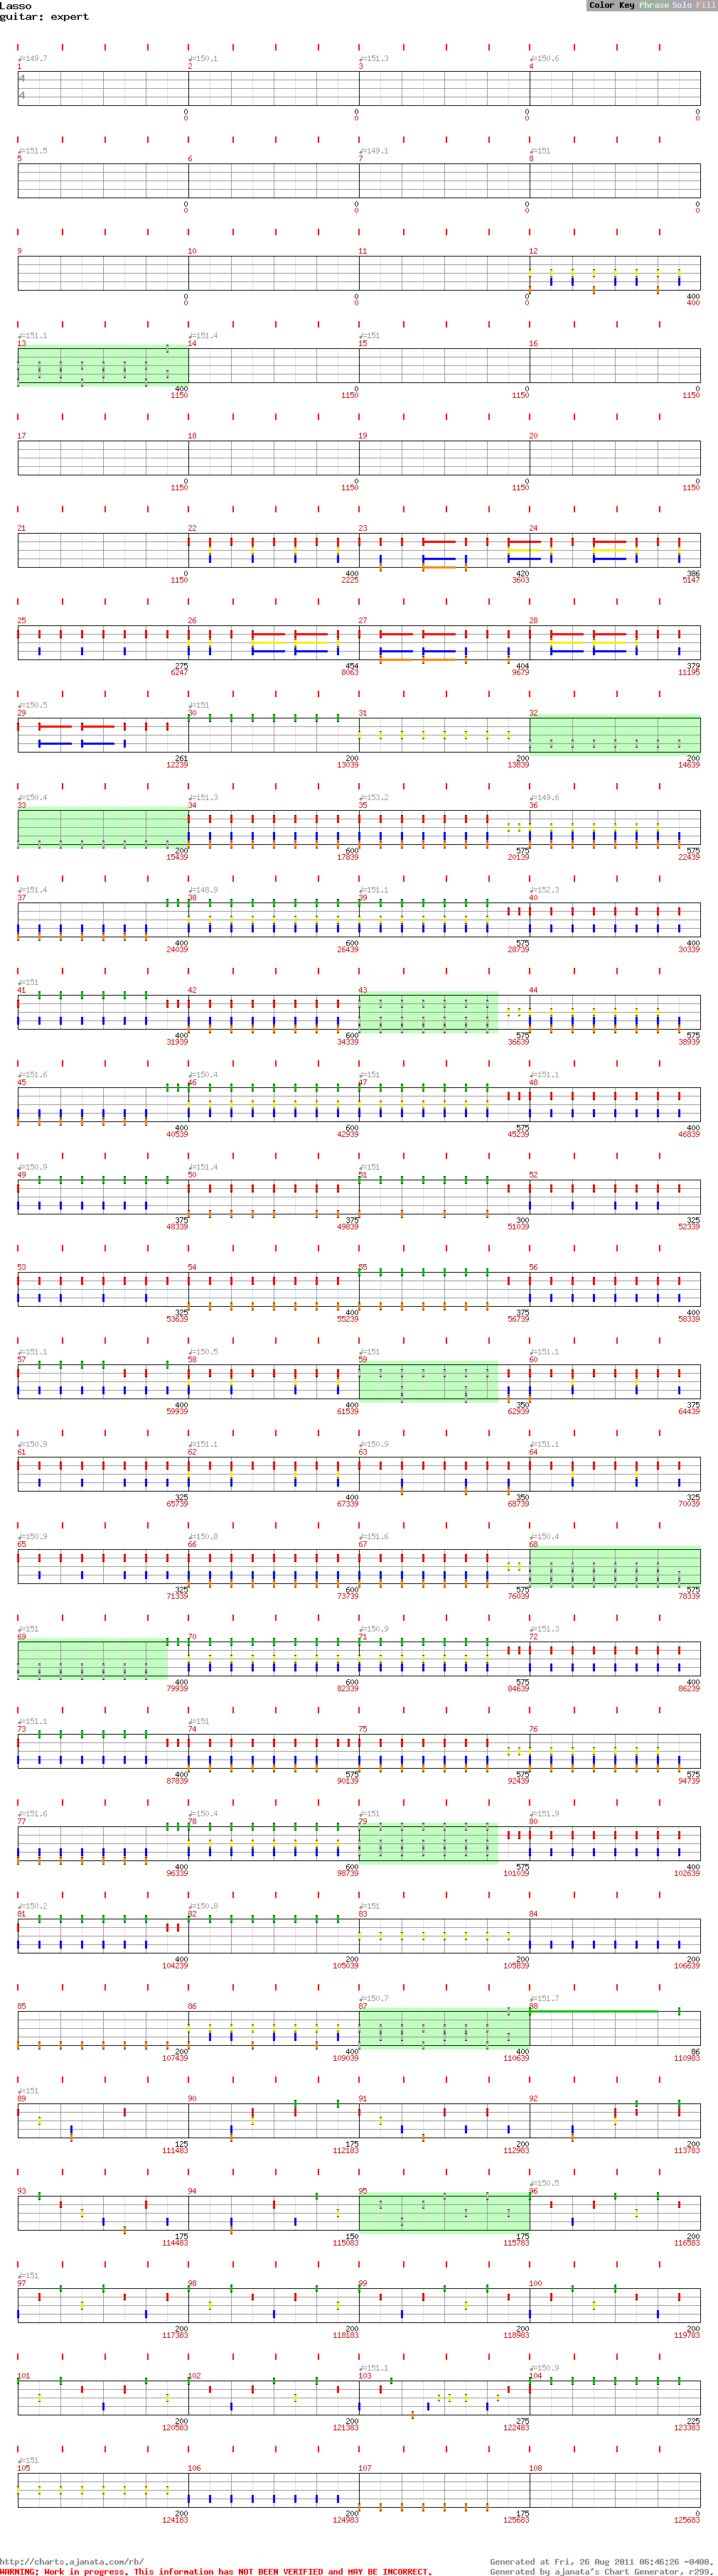 Lasso
guitar: expert
Color Key Phrase Solo Fill
♩=149.7 ♩=150.1 ♩=151.3 ♩=150.6
1 2 3 4
4
4
0 0 0 0
0 0 0 0
♩=151.5 ♩=149.1 ♩=151
5 6 7 8
0 0 0 0
0 0 0 0
9 10 11 12
0 0 0 400
0 0 0 400
♩=151.1 ♩=151.4 ♩=151
13 14 15 16
400 0 0 0
1150 1150 1150 1150
17 18 19 20
0 0 0 0
1150 1150 1150 1150
21 22 23 24
0 400 420 386
1150 2225 3603 5147
25 26 27 28
275 454 404 379
6247 8063 9679 11195
♩=150.5 ♩=151
29 30 31 32
261 200 200 200
12239 13039 13839 14639
♩=150.4 ♩=151.3 ♩=153.2 ♩=149.6
33 34 35 36
200 600 575 575
15439 17839 20139 22439
♩=151.4 ♩=148.9 ♩=151.1 ♩=152.3
37 38 39 40
400 600 575 400
24039 26439 28739 30339
♩=151
41 42 43 44
400 600 575 575
31939 34339 36639 38939
♩=151.6 ♩=150.4 ♩=151 ♩=151.1
45 46 47 48
400 600 575 400
40539 42939 45239 46839
♩=150.9 ♩=151.4 ♩=151
49 50 51 52
375 375 300 325
48339 49839 51039 52339
53 54 55 56
325 400 375 400
53639 55239 56739 58339
♩=151.1 ♩=150.5 ♩=151 ♩=151.1
57 58 59 60
400 400 350 375
59939 61539 62939 64439
♩=150.9 ♩=151.1 ♩=150.9 ♩=151.1
61 62 63 64
325 400 350 325
65739 67339 68739 70039
♩=150.9 ♩=150.8 ♩=151.6 ♩=150.4
65 66 67 68
325 600 575 575
71339 73739 76039 78339
♩=151 ♩=150.9 ♩=151.3
69 70 71 72
400 600 575 400
79939 82339 84639 86239
♩=151.1 ♩=151
73 74 75 76
400 575 575 575
87839 90139 92439 94739
♩=151.6 ♩=150.4 ♩=151 ♩=151.9
77 78 79 80
400 600 575 400
96339 98739 101039 102639
♩=150.2 ♩=150.8 ♩=151
81 82 83 84
400 200 200 200
104239 105039 105839 106639
♩=150.7 ♩=151.7
85 86 87 88
200 400 400 86
107439 109039 110639 110983
♩=151
89 90 91 92
125 175 200 200
111483 112183 112983 113783
♩=150.5
93 94 95 96
175 150 175 200
114483 115083 115783 116583
♩=151
97 98 99 100
200 200 200 200
117383 118183 118983 119783
♩=151.1 ♩=150.9
101 102 103 104
200 200 275 225
120583 121383 122483 123383
♩=151
105 106 107 108
200 200 175 0
124183 124983 125683 125683
http://charts.ajanata.com/rb/ Generated at Fri, 26 Aug 2011 06:46:26 -0400.
WARNING: Work in progress. This information has NOT BEEN VERIFIED and MAY BE INCORRECT. Generated by ajanata's Chart Generator, r299.